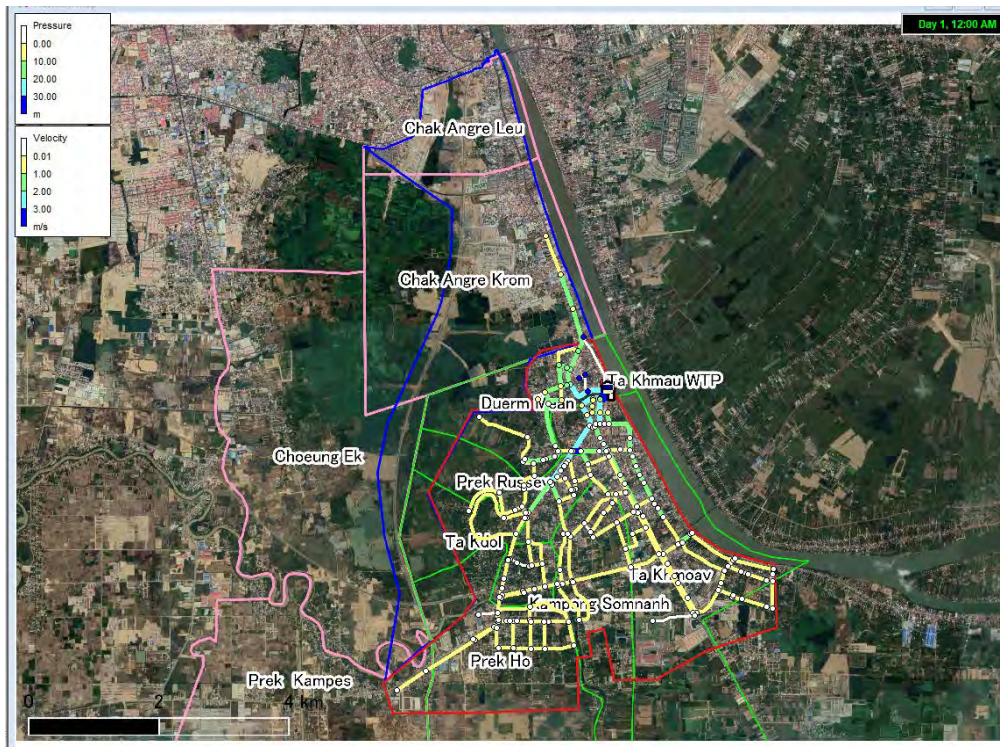 Day 1, 12:00 AM
Pressure
0.00
10.00
20.00
30.00
m
Velocity
0.01
1.00
2.00
3.00
m/s
Chak Angre Leu
Chak Angre Krom
Ta Khmau WTP
Duerm Mean
Choeung Ek
Prek Russey
Ta Kuol
Ta Khmoav
Kampong Somnanh
Prek Ho
Prek Kampes
0 2 4 km